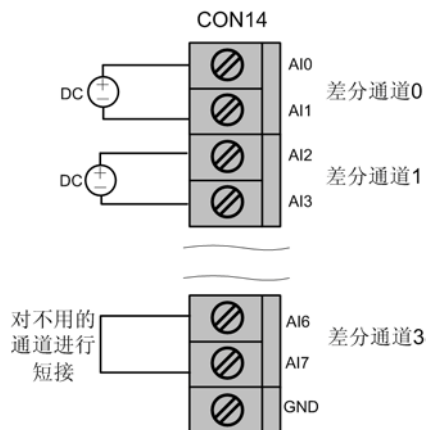 CON14
DC
+
−
AI0
AI1
差分通道0
DC
+
−
AI2
AI3
差分通道1
对不用的
通道进行
短接
AI6
AI7
差分通道3
GND